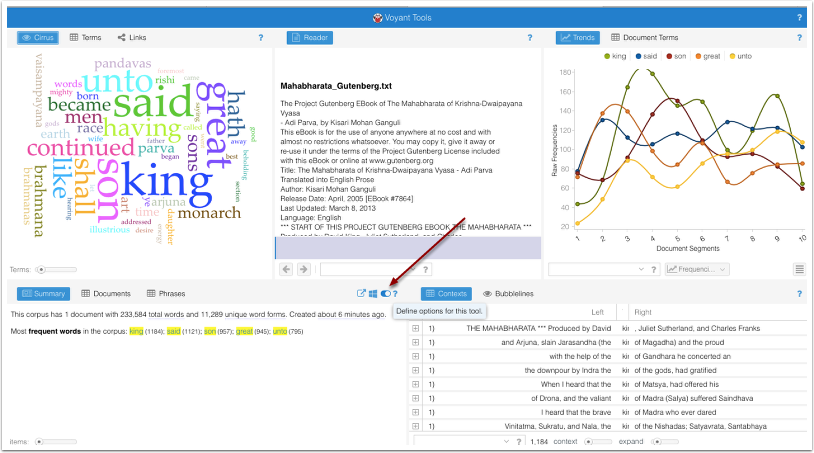 Voyant Tools
?
Cirrus Terms Links ?
vaisampayana
pandavas
words
unto
rishi
came
mighty
born
became
said
great
hath
saying
men
gods
race
having
called
earth
wife
parva
father
sons
away
good
continued
began
best
beholding
brahmana
brahmanas
like
shall
son
king
section
hearing
art
ye
arjuna
time
addressed
daughter
monarch
illustrious
desire
energy
Terms:
Reader ?
Mahabharata_Gutenberg.txt
The Project Gutenberg EBook of The Mahabharata of Krishna-Dwaipayana
Vyasa
- Adi Parva, by Kisari Mohan Ganguli
This eBook is for the use of anyone anywhere at no cost and with
almost no restrictions whatsoever. You may copy it, give it away or
re-use it under the terms of the Project Gutenberg License included
with this eBook or online at www.gutenberg.org
Title: The Mahabharata of Krishna-Dwaipayana Vyasa - Adi Parva
Translated into English Prose
Author: Kisari Mohan Ganguli
Release Date: April, 2005 [EBook #7864]
Last Updated: March 8, 2013
Language: English
*** START OF THIS PROJECT GUTENBERG EBOOK THE MAHABHARATA ***
?
Trends Document Terms ?
king said son great unto
180
160
140
120
100
80
60
40
20
Raw Frequencies
1 2 3 4 5 6 7 8 9 10
Document Segments
? Frequenci...
Summary Documents Phrases ?
Define options for this tool.
This corpus has 1 document with 233,584 total words and 11,289 unique word forms. Created about 6 minutes ago.
Most frequent words in the corpus: king (1184); said (1121); son (957); great (945); unto (795)
items:
Contexts Bubblelines ?
Left Right
1) THE MAHABHARATA *** Produced by David kir , Juliet Sutherland, and Charles Franks
1) and Arjuna, slain Jarasandha (the kir of Magadha) and the proud
1) with the help of the kir of Gandhara he concerted an
1) the downpour by Indra the kir of the gods, had gratified
1) When I heard that the kir of Matsya, had offered his
1) of Drona, and the valiant kir of Madra (Salya) suffered Saindhava
1) I heard that the brave kir of Madra who ever dared
1) Vinitatma, Sukratu, and Nala, the kir of the Nishadas; Satyavrata, Santabhaya
? 1,184 context expand